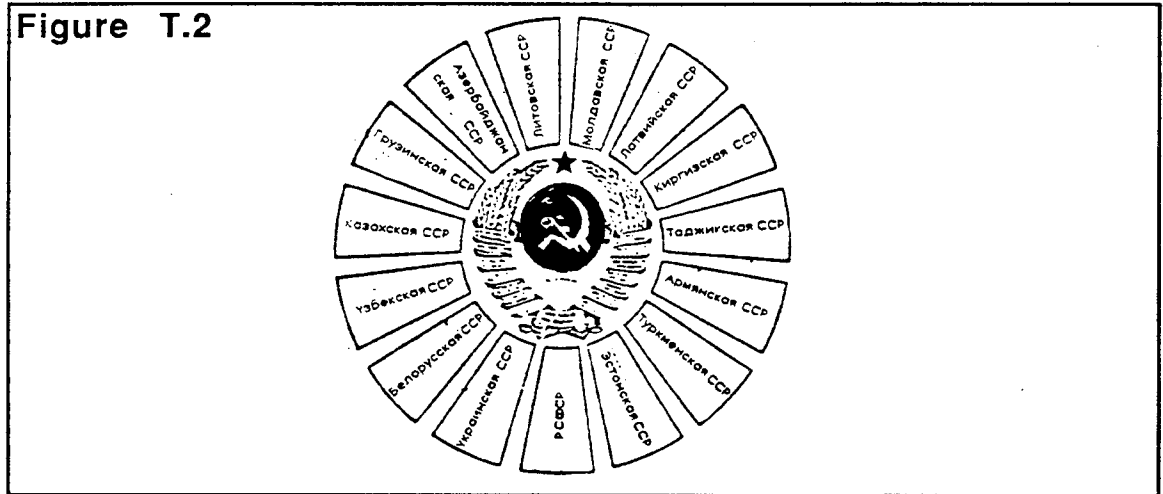 Figure T.2
Литовская ССР
Молдавская ССР
Латвийская ССР
Киргизская ССР
Таджикская ССР
Армянская ССР
Туркменская ССР
Эстонская ССР
РСФСР
Украинская ССР
Белорусская ССР
Узбекская ССР
Казахская ССР
Грузинская ССР
Азербайджан
ская
ССР